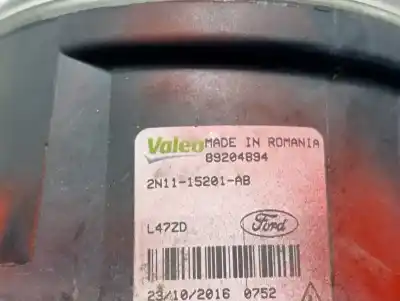 Valeo MADE IN ROMANIA
89204894
2N11-15201-AB
L47ZD
Ford
23/10/2016 0752